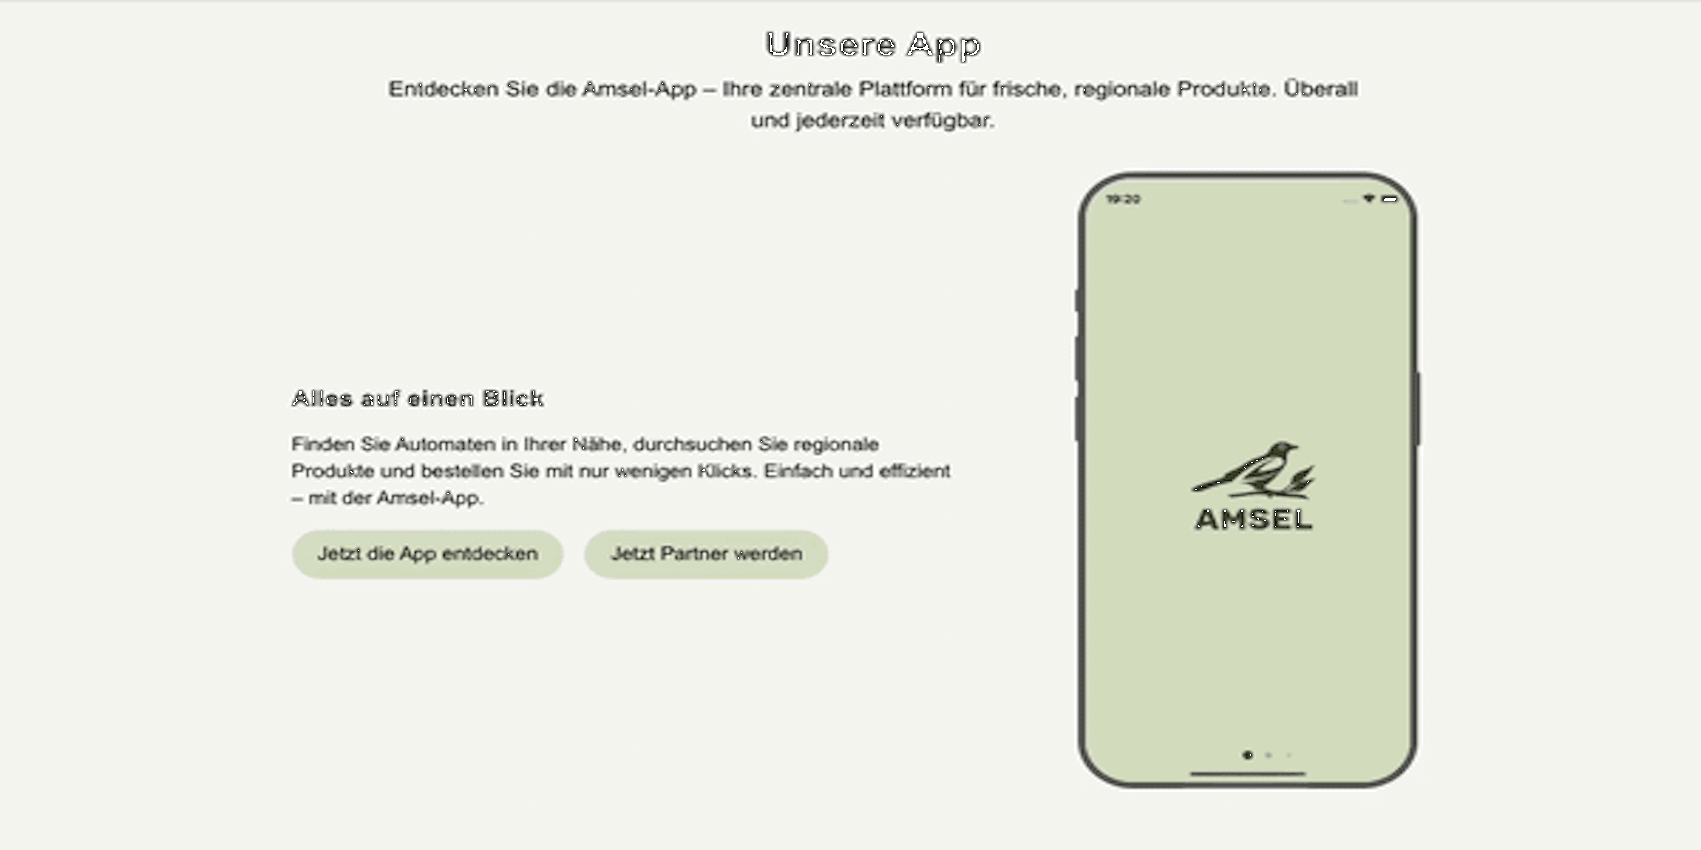 Unsere App
Entdecken Sie die Amsel-App – Ihre zentrale Plattform für frische, regionale Produkte. Überall
und jederzeit verfügbar.
19:20
Alles auf einen Blick
Finden Sie Automaten in Ihrer Nähe, durchsuchen Sie regionale
Produkte und bestellen Sie mit nur wenigen Klicks. Einfach und effizient
– mit der Amsel-App.
Jetzt die App entdecken
Jetzt Partner werden
AMSEL